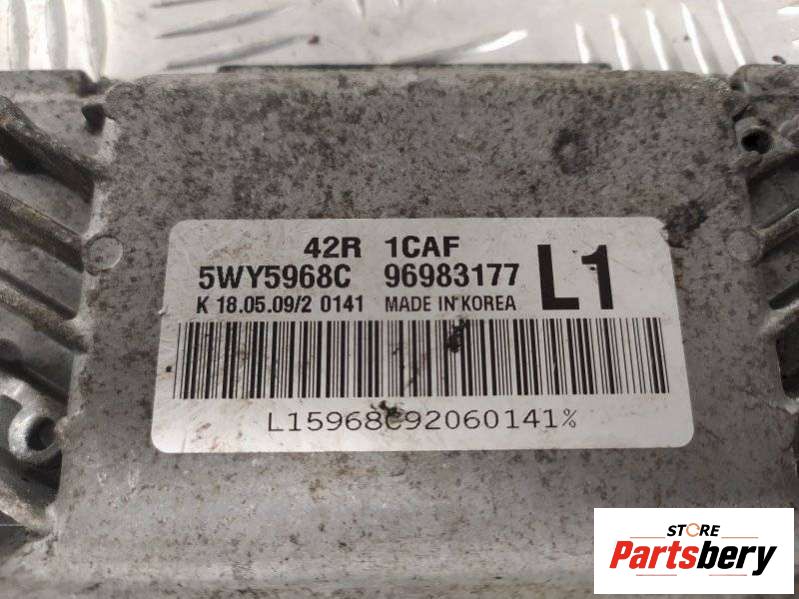 42R 1CAF
5WY5968C 96983177 L1
K 18.05.09/2 0141 MADE IN KOREA
L15968C92060141%
STORE
Partsbery